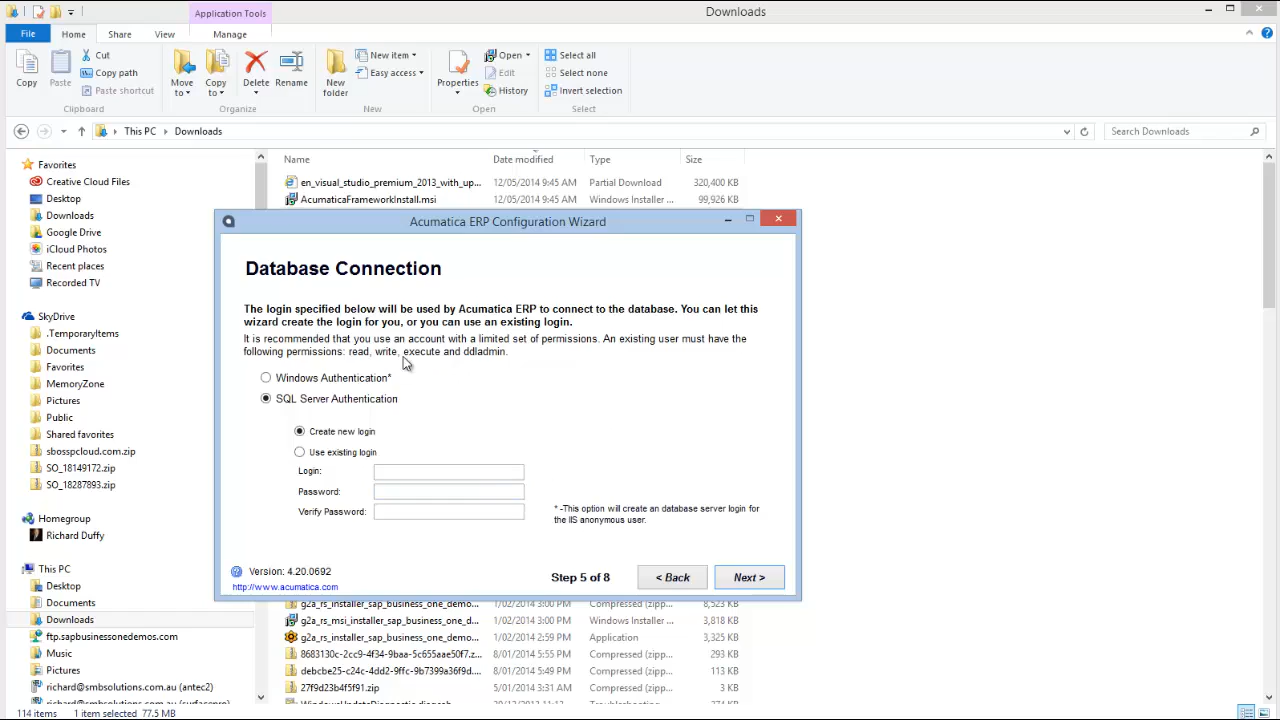 Application Tools
Downloads
File
Home
Share
View
Manage
Copy
Paste
Cut
Copy path
Paste shortcut
Clipboard
Move to
Copy to
Delete
Rename
Organize
New folder
New item
Easy access
New
Properties
Open
Edit
History
Open
Select all
Select none
Invert selection
Select
This PC
Downloads
Search Downloads
Name
Date modified
Type
Size
Favorites
Creative Cloud Files
Desktop
Downloads
Google Drive
iCloud Photos
Recent places
Recorded TV
SkyDrive
.TemporaryItems
Documents
Favorites
MemoryZone
Pictures
Public
Shared favorites
sbosspcloud.com.zip
SO_18149172.zip
SO_18287893.zip
Homegroup
Richard Duffy
This PC
Desktop
Documents
Downloads
ftp.sapbusinessonedemos.com
Music
Pictures
richard@smbsolutions.com.au (antec2)
en_visual_studio_premium_2013_with_up... 12/05/2014 9:45 AM Partial Download 320,400 KB
AcumaticaFrameworkInstall.msi 12/05/2014 9:45 AM Windows Installer ... 99,926 KB
Acumatica ERP Configuration Wizard
Database Connection
The login specified below will be used by Acumatica ERP to connect to the database. You can let this
wizard create the login for you, or you can use an existing login.
It is recommended that you use an account with a limited set of permissions. An existing user must have the
following permissions: read, write, execute and ddladmin.
Windows Authentication*
SQL Server Authentication
Create new login
Use existing login
Login:
Password:
Verify Password:
* -This option will create an database server login for
the IIS anonymous user.
Version: 4.20.0692
http://www.acumatica.com
Step 5 of 8
< Back
Next >
g2a_rs_installer_sap_business_one_demo... 1/02/2014 3:00 PM Compressed (zipp... 8,523 KB
g2a_rs_msi_installer_sap_business_one_d... 1/02/2014 3:00 PM Windows Installer ... 3,818 KB
g2a_rs_installer_sap_business_one_demo... 1/02/2014 2:59 PM Application 3,325 KB
8683130c-2cc9-4f34-9baa-5c655aae50f7.z... 8/01/2014 5:55 PM Compressed (zipp... 293 KB
debcbe25-c24c-4dd2-9ffc-9b7399a36f9d.... 8/01/2014 5:54 PM Compressed (zipp... 113 KB
27f9d23b4f5f91.zip 5/01/2014 3:31 AM Compressed (zipp... 3 KB
114 items
1 item selected 77.5 MB